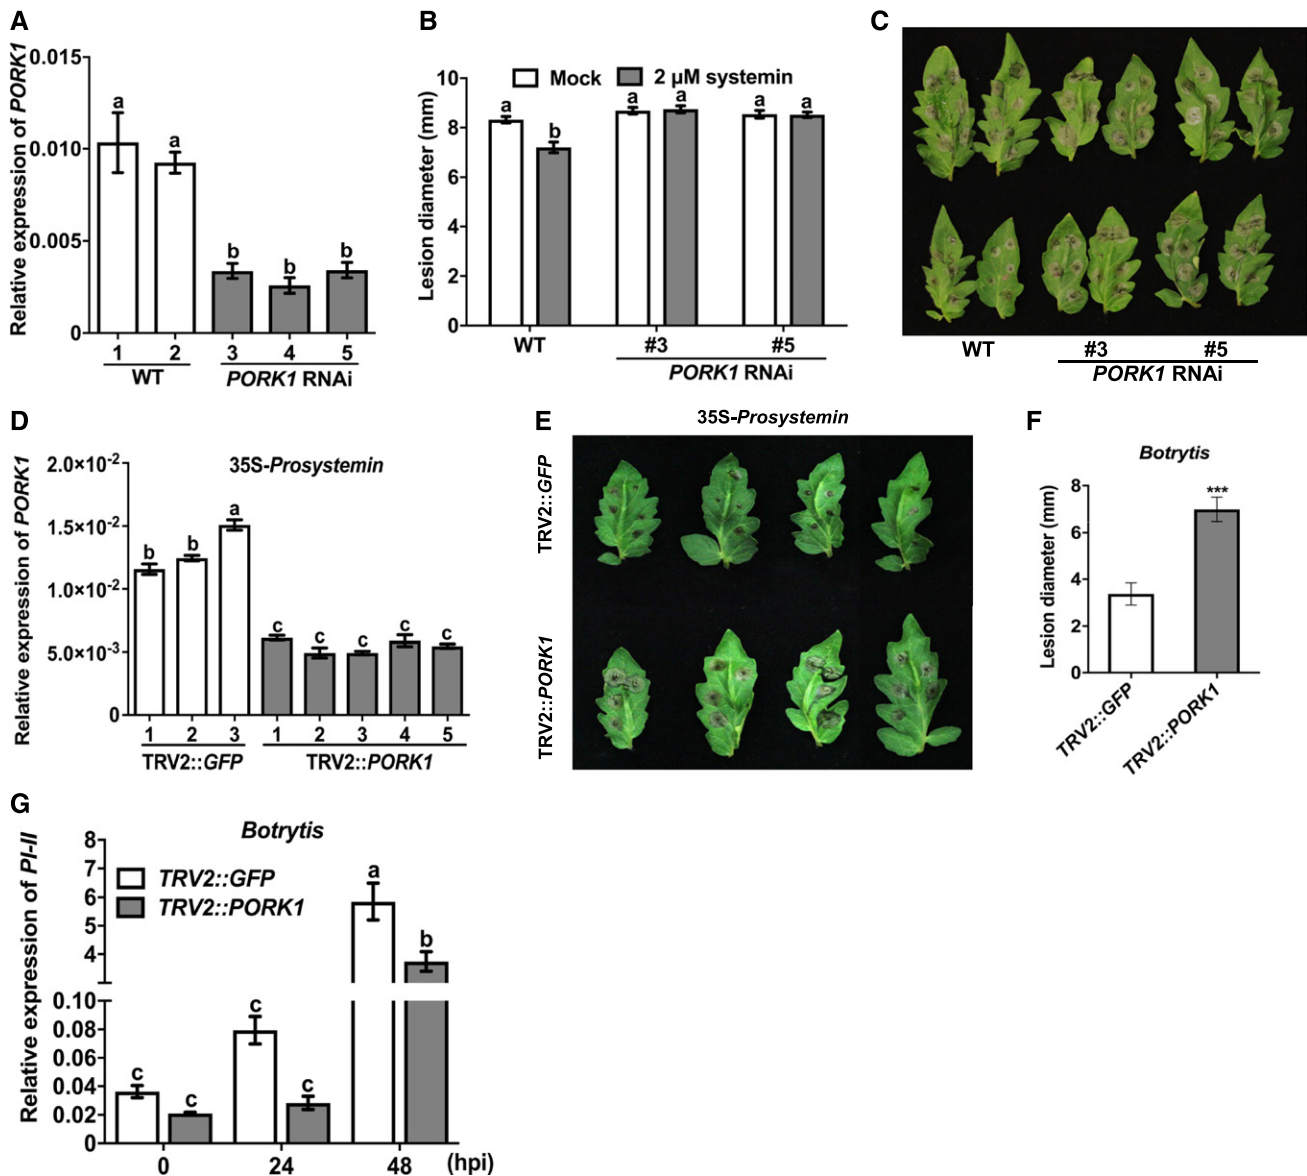 A
Relative expression of PORK1
0.015
0.010
0.005
0
a
a
b
b
b
1 2 3 4 5
WT
PORK1 RNAi
B
Lesion diameter (mm)
10
8
6
4
2
0
Mock
2 μM systemin
a
b
a
a
a
a
WT
#3
#5
PORK1 RNAi
C
WT
#3
#5
PORK1 RNAi
D
Relative expression of PORK1
35S-Prosystemin
2.0×10-2
1.5×10-2
1.0×10-2
5.0×10-3
0
b
b
a
c
c
c
c
c
1 2 3 1 2 3 4 5
TRV2::GFP
TRV2::PORK1
E
35S-Prosystemin
TRV2::GFP
TRV2::PORK1
F
Botrytis
Lesion diameter (mm)
8
6
4
2
0
***
TRV2::GFP
TRV2::PORK1
G
Botrytis
Relative expression of PI-II
8
7
6
5
4
0.10
0.08
0.06
0.04
0.02
0
TRV2::GFP
TRV2::PORK1
c
c
c
c
a
b
0 24 48 (hpi)